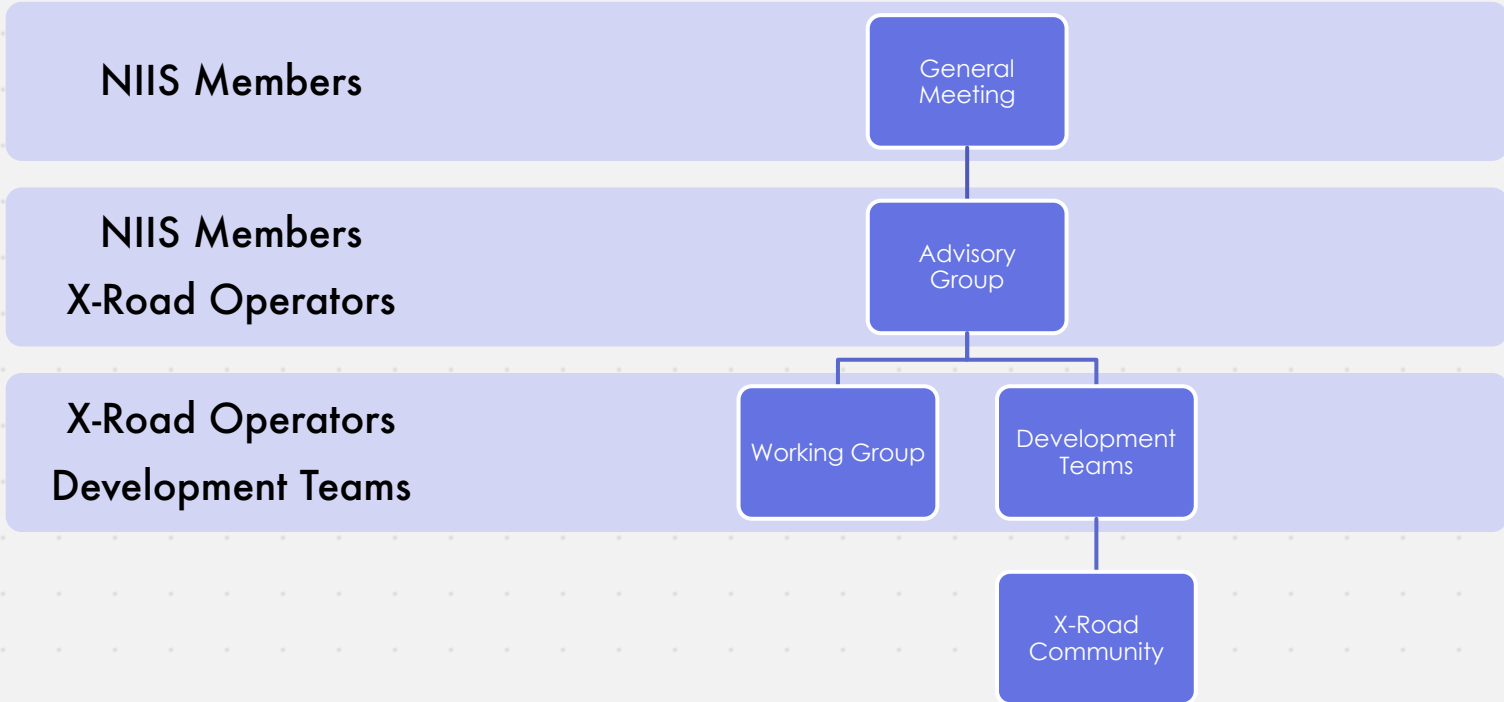 NIIS Members
General
Meeting
NIIS Members
X-Road Operators
Advisory
Group
X-Road Operators
Development Teams
Working Group
Development
Teams
X-Road
Community